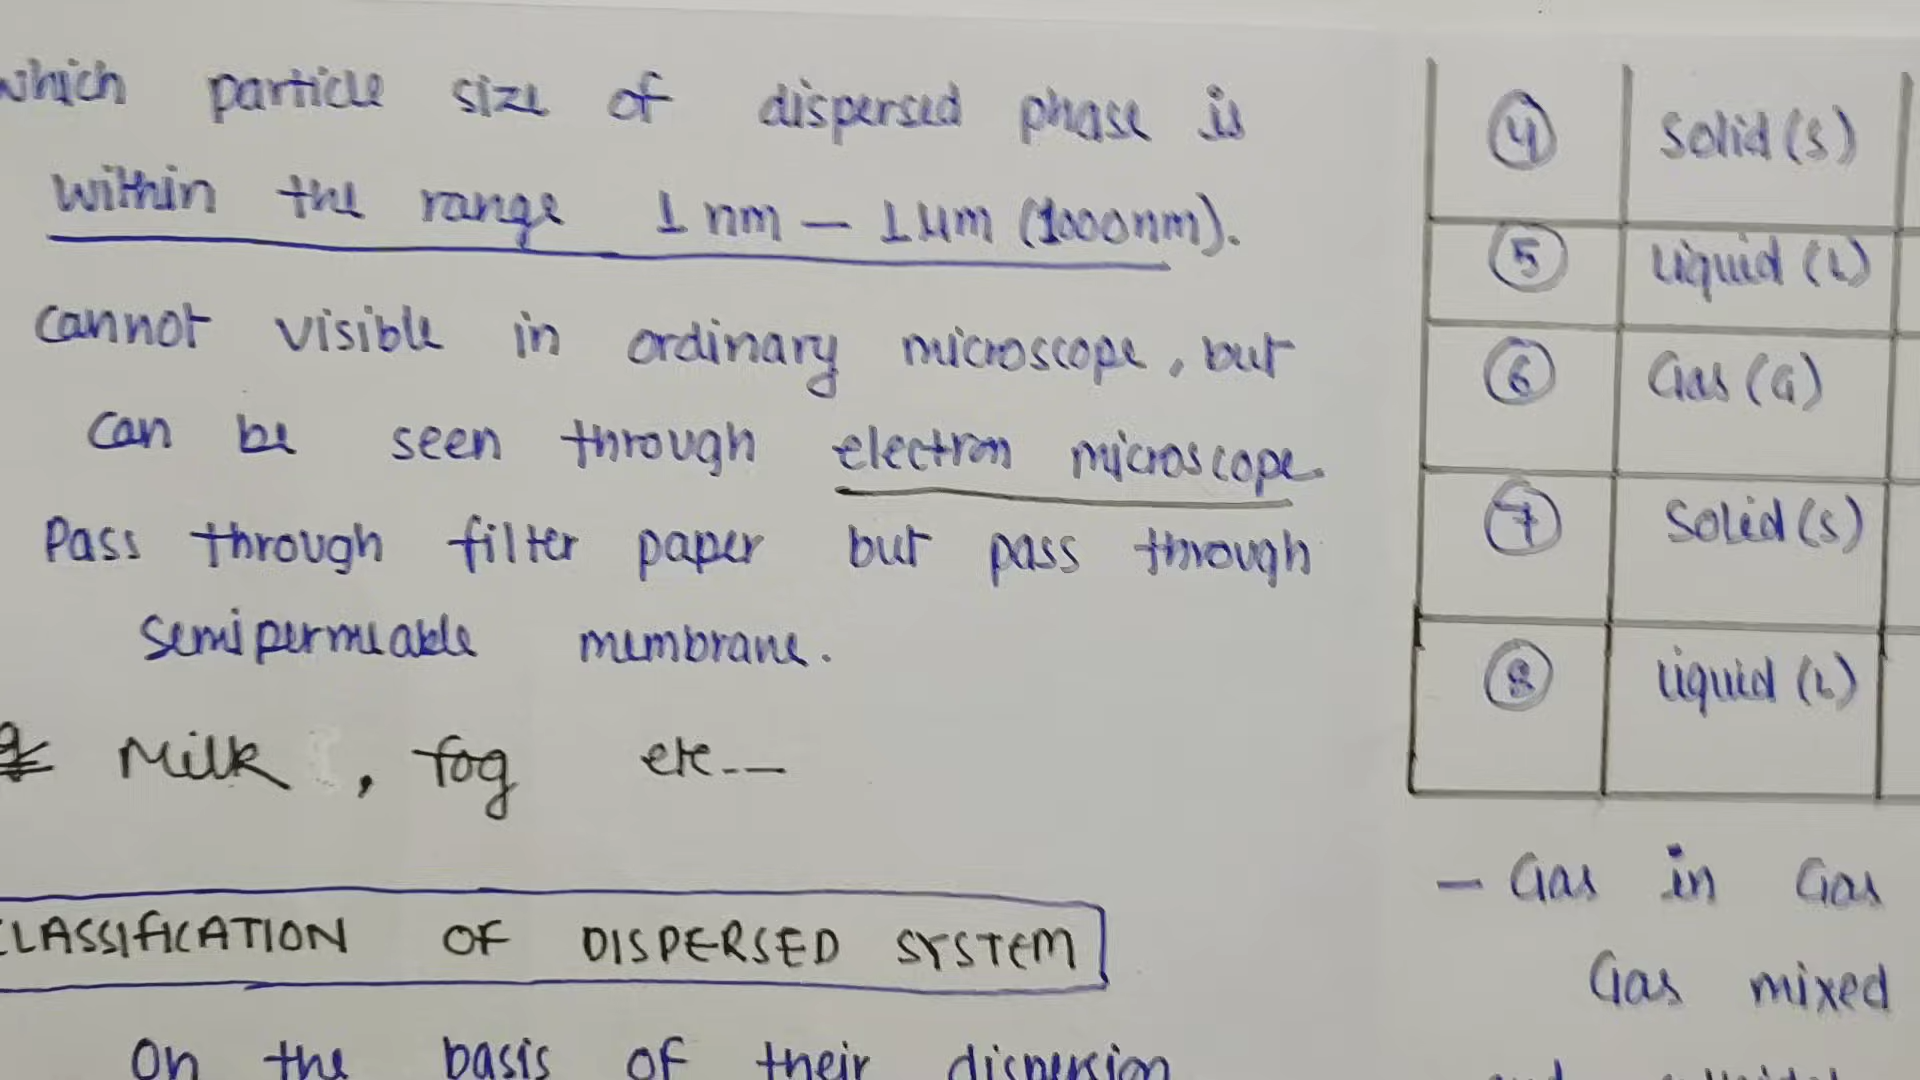 which particle size of dispersed phase is
within the range 1 nm – 1 µm (1000nm).
cannot visible in ordinary microscope, but
can be seen through electron microscope.
Pass through filter paper but pass through
semipermeable membrane.
Milk, fog etc..—
CLASSIFICATION OF DISPERSED SYSTEM
On the basis of their dispersion
4 Solid (s)
5 Liquid (L)
6 Gas (G)
7 Solid (s)
8 Liquid (L)
– Gas in Gas
Gas mixed
and